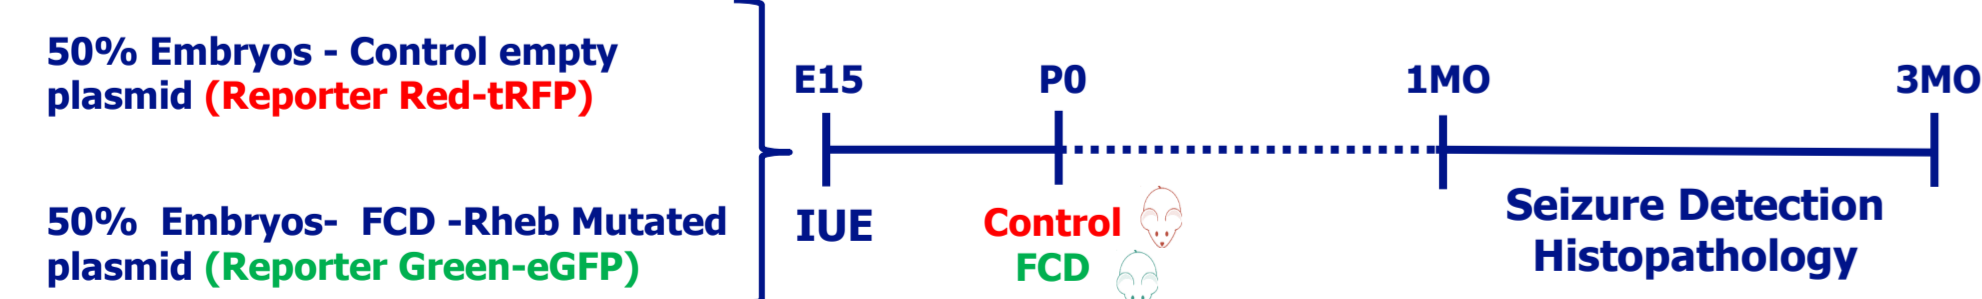 50% Embryos - Control empty
plasmid (Reporter Red-tRFP)
50%  Embryos-  FCD -Rheb Mutated
plasmid (Reporter Green-eGFP)
E15
P0
1MO
3MO
IUE
Control
FCD
Seizure Detection
Histopathology